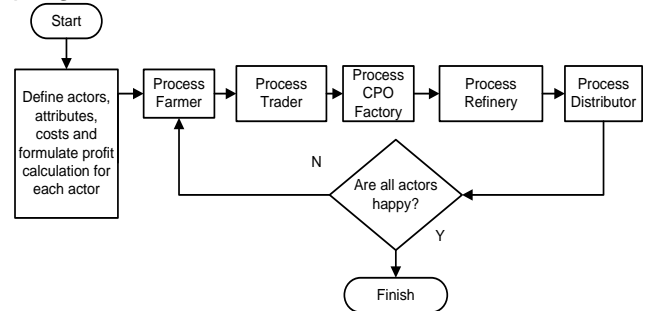 Start
Define actors,
attributes,
costs and
formulate profit
calculation for
each actor
Process
Farmer
Process
Trader
Process
CPO
Factory
Process
Refinery
Process
Distributor
N
Are all actors
happy?
Y
Finish